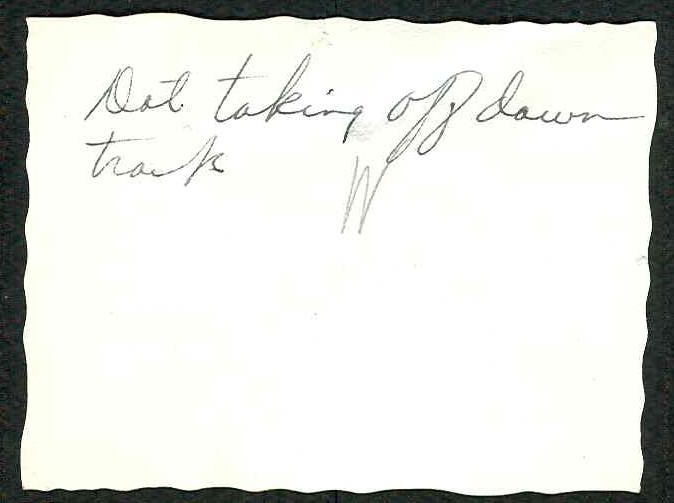 Dot taking off down
track
W